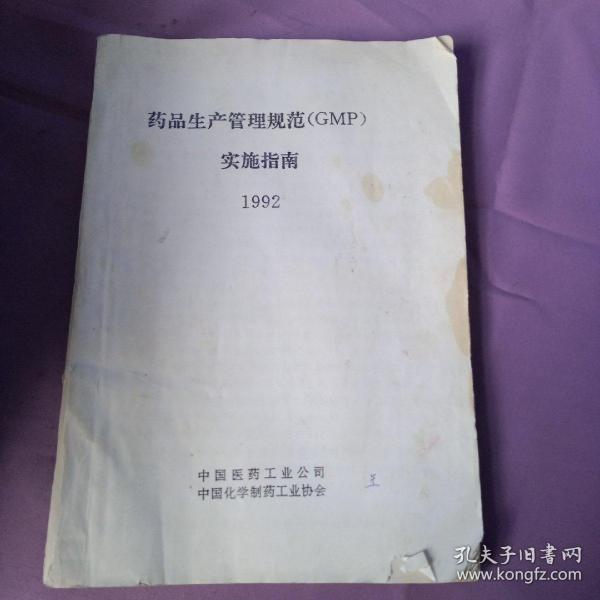 药品生产管理规范(GMP)
实施指南
1992
中国医药工业公司
中国化学制药工业协会
孔夫子旧书网
www.kongfz.com